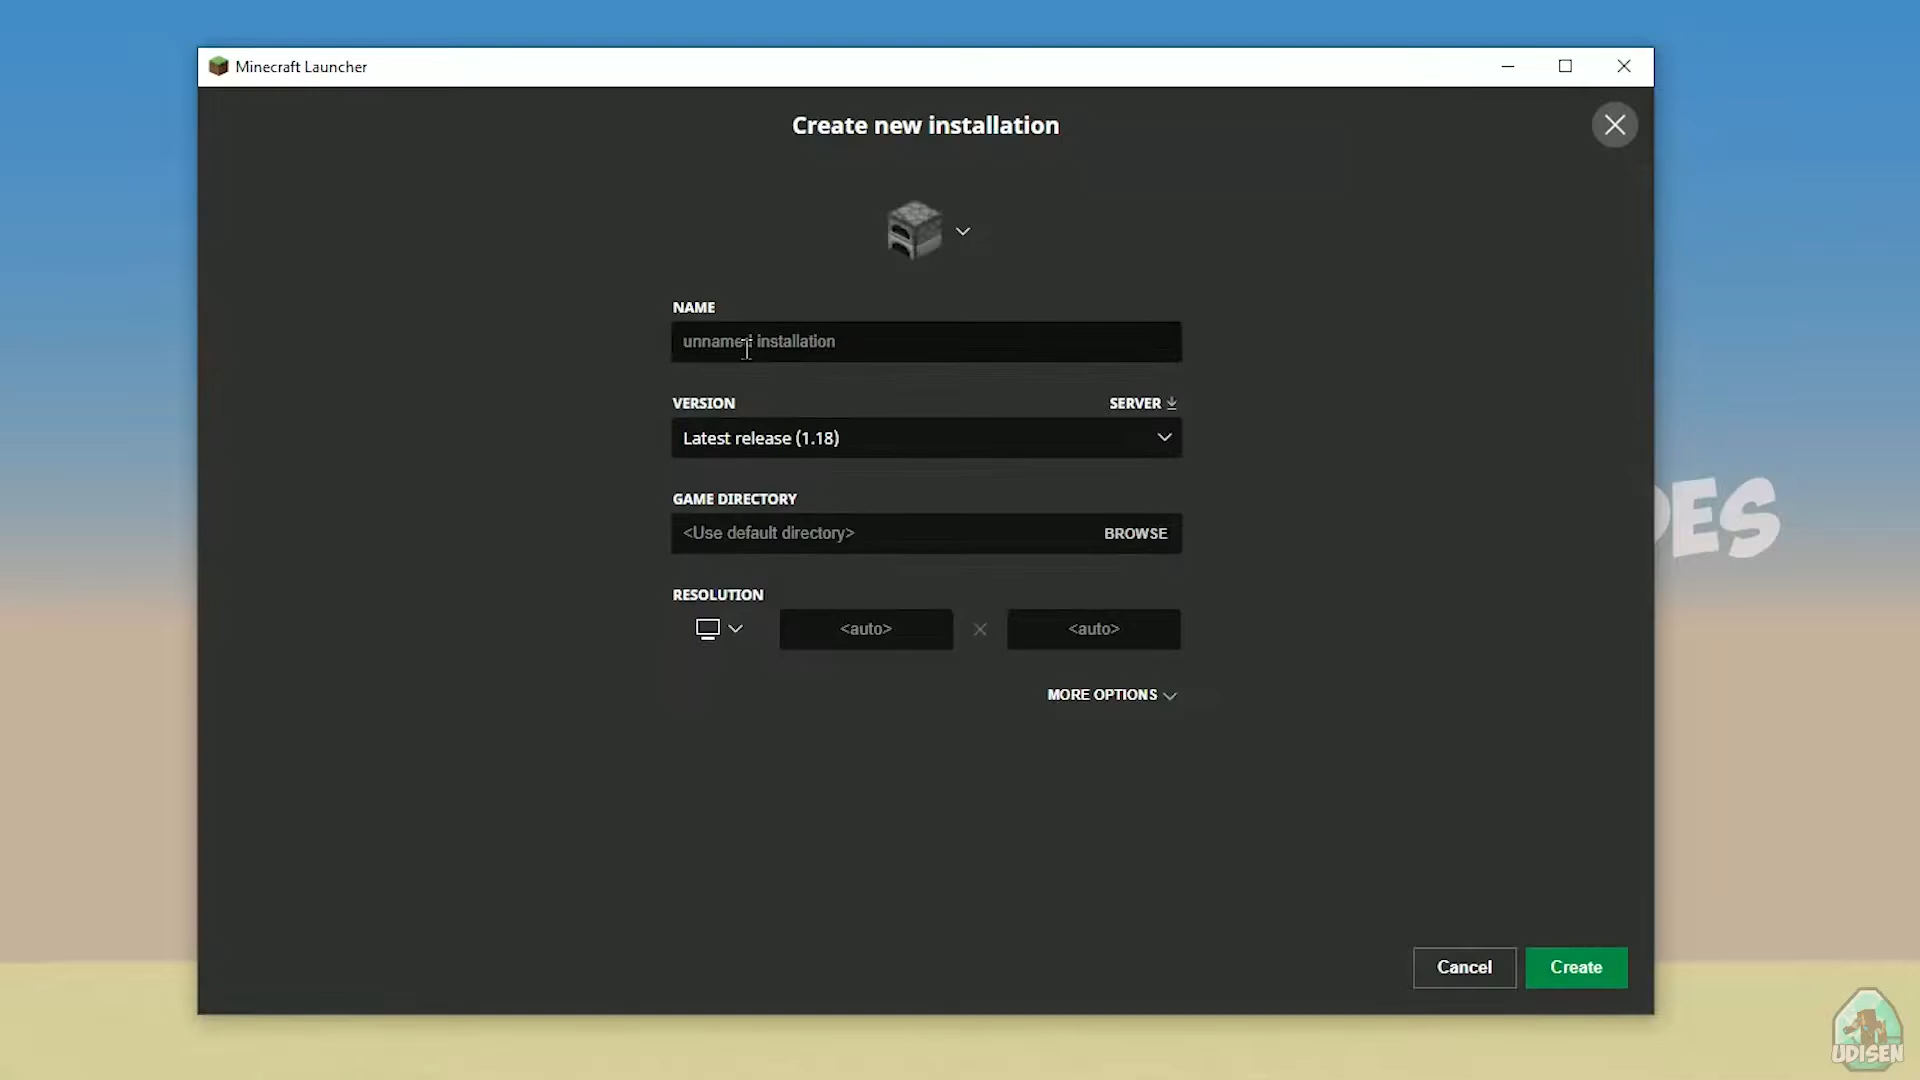 Minecraft Launcher
Create new installation
NAME
unnamed installation
VERSION
SERVER
Latest release (1.18)
GAME DIRECTORY
<Use default directory>
BROWSE
RESOLUTION
<auto>
<auto>
MORE OPTIONS
Cancel
Create
UDISEN